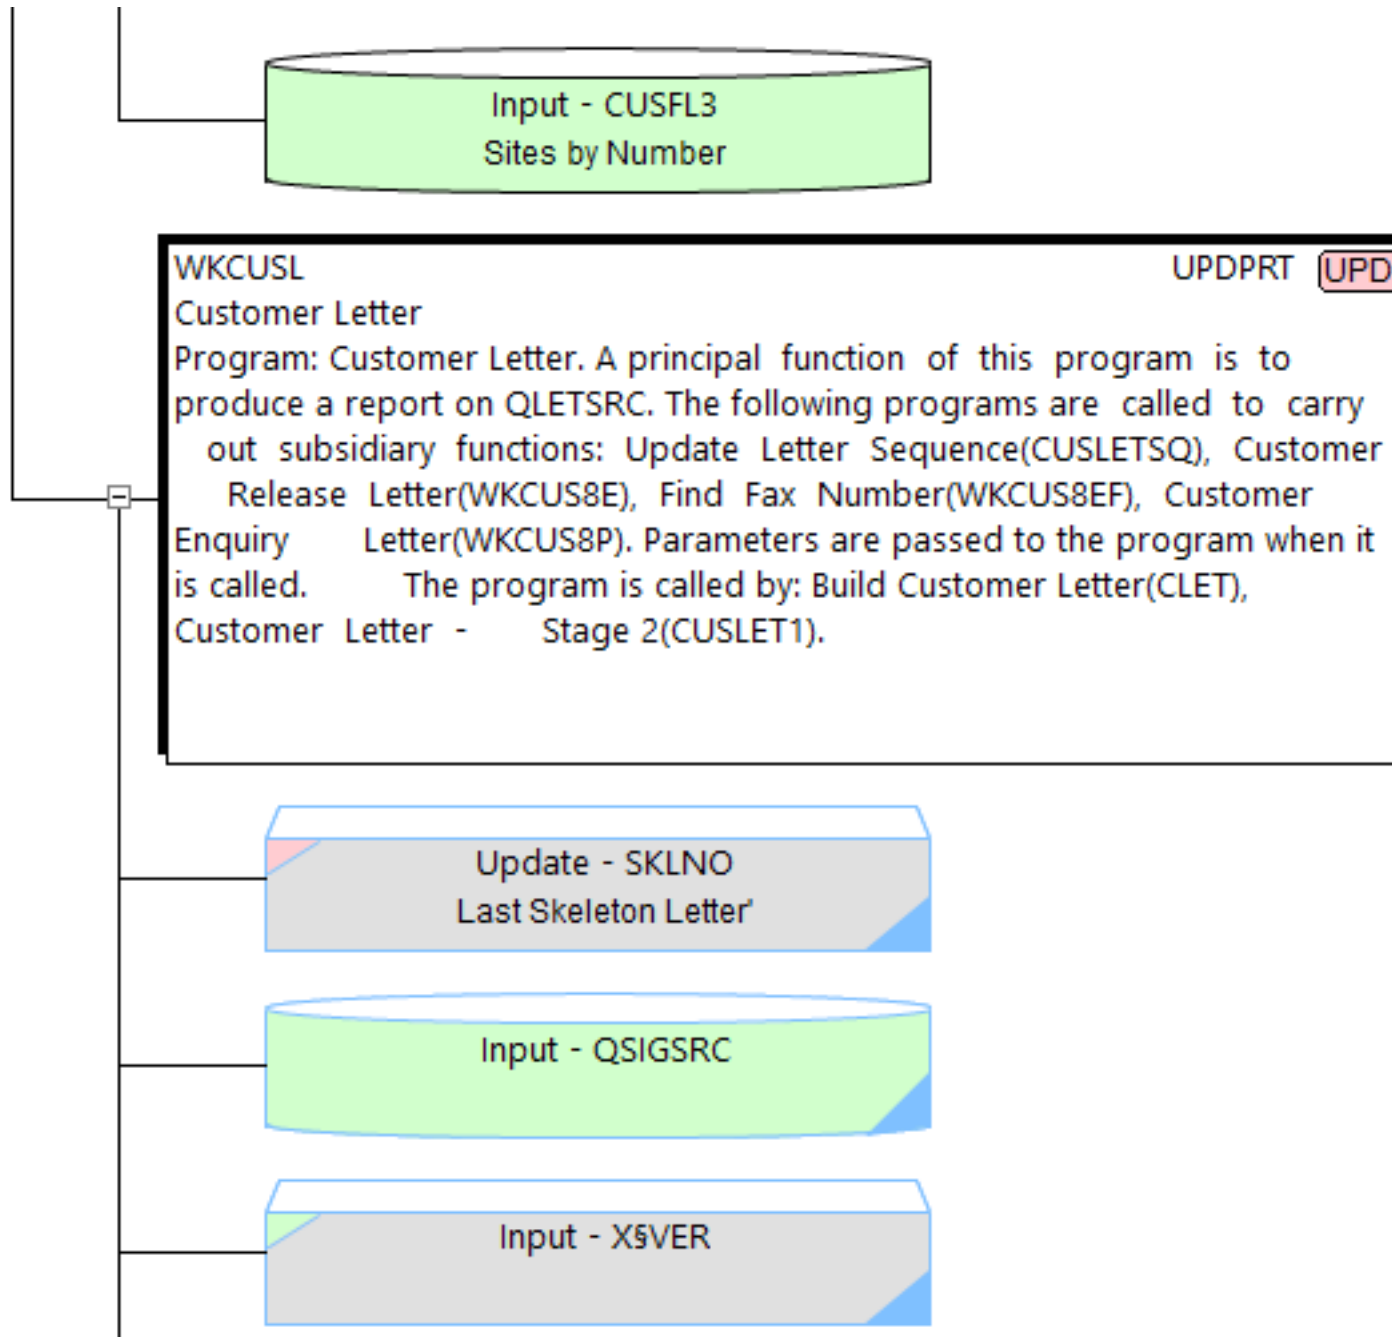 Input - CUSFL3
Sites by Number
WKCUSL UPDPRT UPD
Customer Letter
Program: Customer Letter. A principal function of this program is to
produce a report on QLETSRC. The following programs are called to carry
out subsidiary functions: Update Letter Sequence(CUSLETSQ), Customer
Release Letter(WKCUS8E), Find Fax Number(WKCUS8EF), Customer
Enquiry Letter(WKCUS8P). Parameters are passed to the program when it
is called. The program is called by: Build Customer Letter(CLET),
Customer Letter - Stage 2(CUSLET1).
Update - SKLNO
Last Skeleton Letter'
Input - QSIGSRC
Input - X§VER